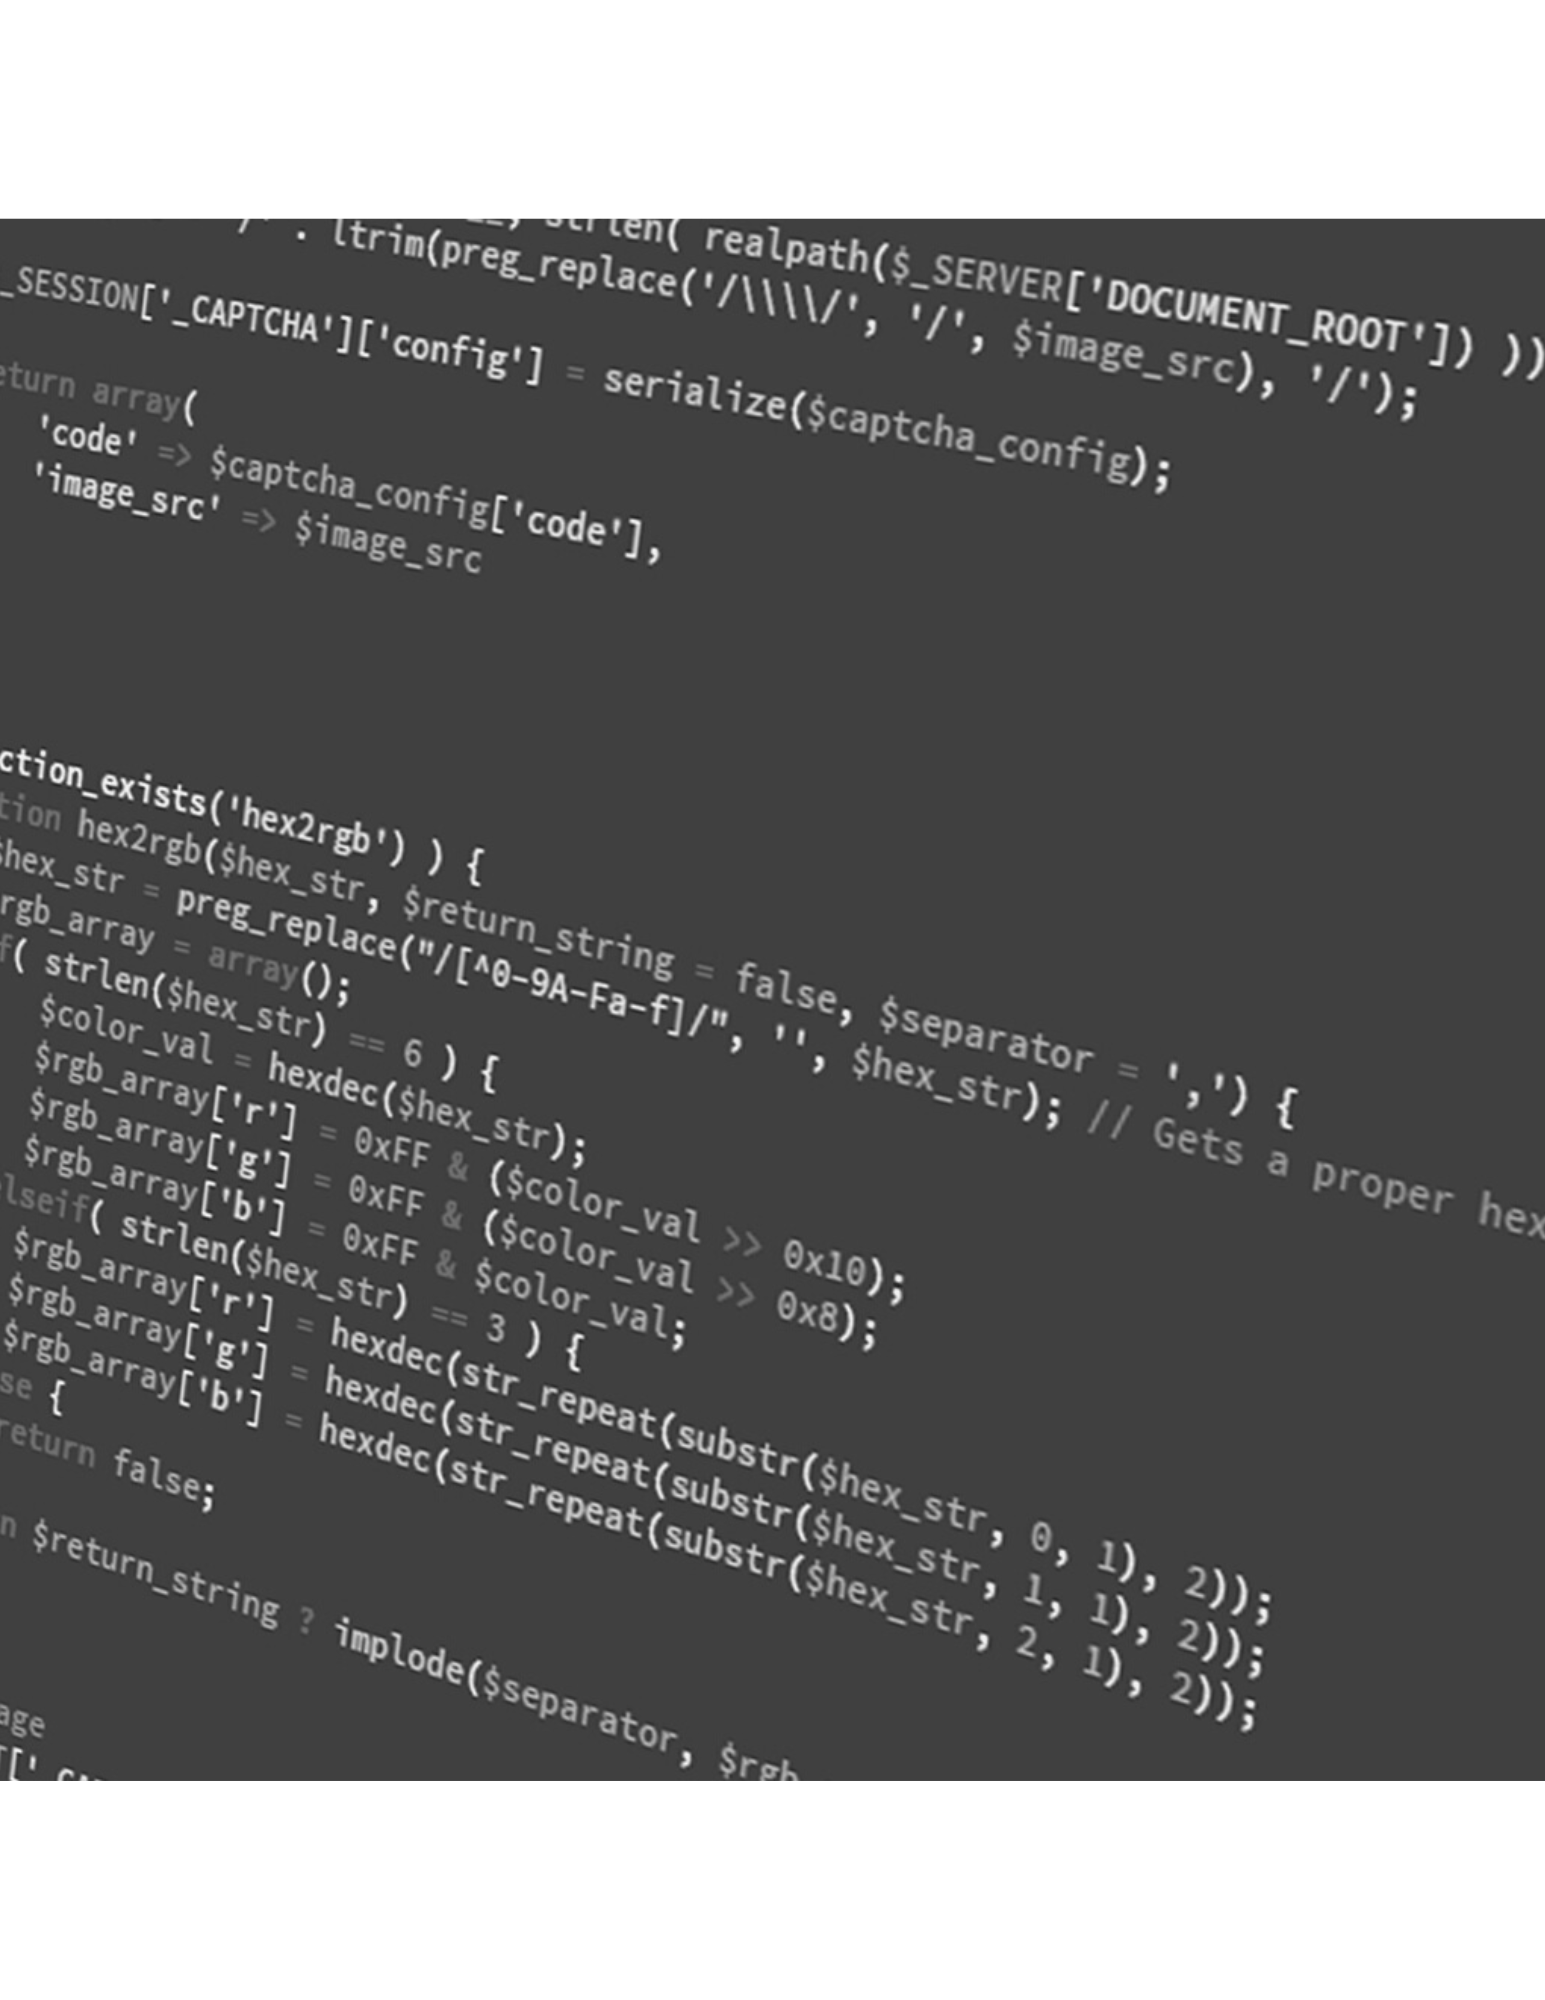 strlen( realpath($_SERVER['DOCUMENT_ROOT']) ))
. ltrim(preg_replace('/\\\\/', '/', $image_src), '/');
_SESSION['_CAPTCHA']['config'] = serialize($captcha_config);
eturn array(
'code' => $captcha_config['code'],
'image_src' => $image_src
ction_exists('hex2rgb') ) {
tion hex2rgb($hex_str, $return_string = false, $separator = ',') {
$hex_str = preg_replace("/[^0-9A-Fa-f]/", '', $hex_str); // Gets a proper hex
rgb_array = array();
f( strlen($hex_str) == 6 ) {
$color_val = hexdec($hex_str);
$rgb_array['r'] = 0xFF & ($color_val >> 0x10);
$rgb_array['g'] = 0xFF & ($color_val >> 0x8);
$rgb_array['b'] = 0xFF & $color_val;
lseif( strlen($hex_str) == 3 ) {
$rgb_array['r'] = hexdec(str_repeat(substr($hex_str, 0, 1), 2));
$rgb_array['g'] = hexdec(str_repeat(substr($hex_str, 1, 1), 2));
$rgb_array['b'] = hexdec(str_repeat(substr($hex_str, 2, 1), 2));
se {
return false;
n $return_string ? implode($separator, $rgb
age